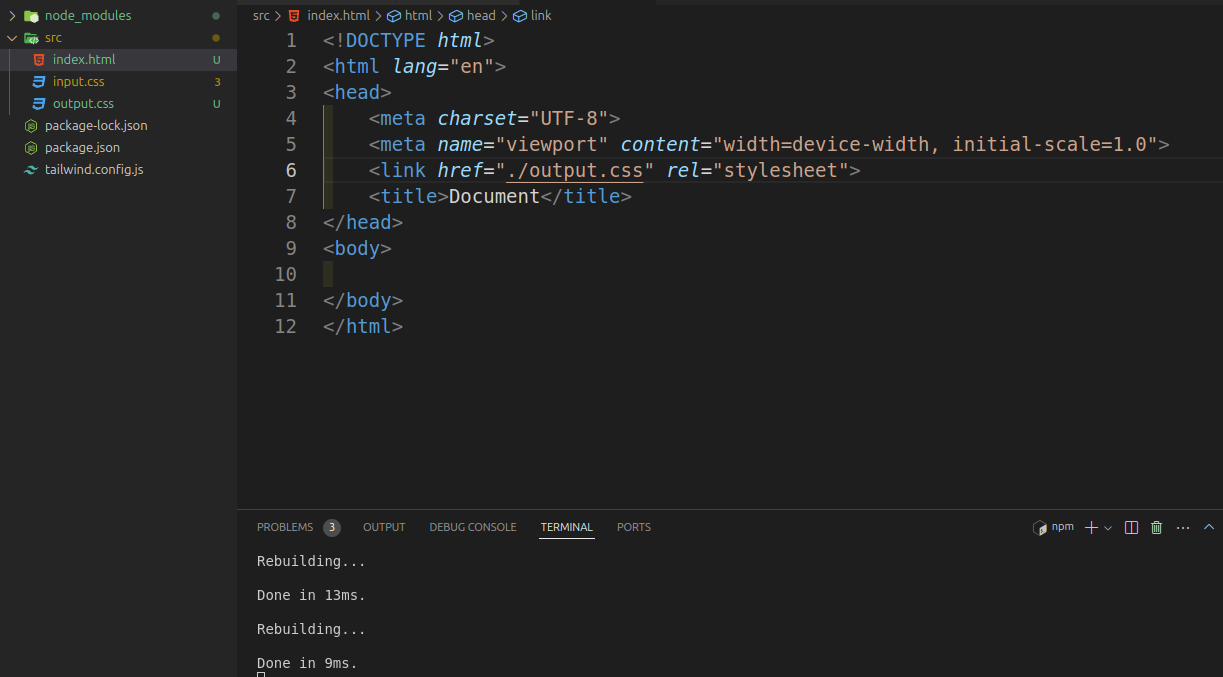 node_modules
src
index.html U
input.css 3
output.css U
package-lock.json
package.json
tailwind.config.js
src > index.html > html > head > link
1 <!DOCTYPE html>
2 <html lang="en">
3 <head>
4     <meta charset="UTF-8">
5     <meta name="viewport" content="width=device-width, initial-scale=1.0">
6     <link href="./output.css" rel="stylesheet">
7     <title>Document</title>
8 </head>
9 <body>
10
11 </body>
12 </html>
PROBLEMS 3 OUTPUT DEBUG CONSOLE TERMINAL PORTS npm
Rebuilding...
Done in 13ms.
Rebuilding...
Done in 9ms.